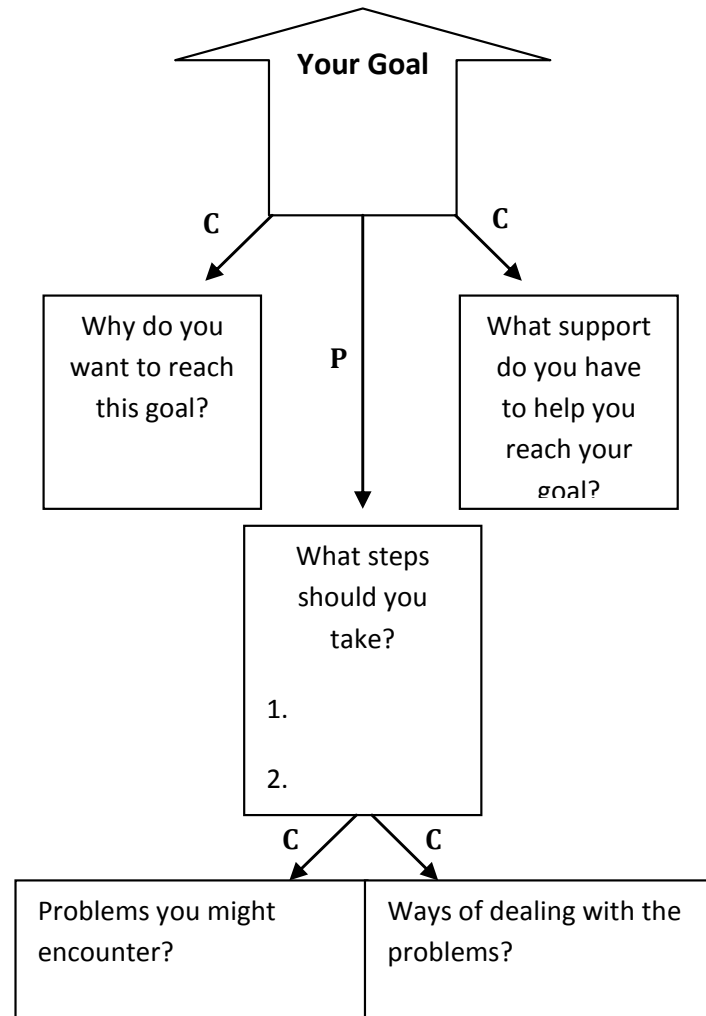 Your Goal
C
C
Why do you
want to reach
this goal?
P
What support
do you have
to help you
reach your
goal?
What steps
should you
take?
1.
2.
C
C
Problems you might
encounter?
Ways of dealing with the
problems?